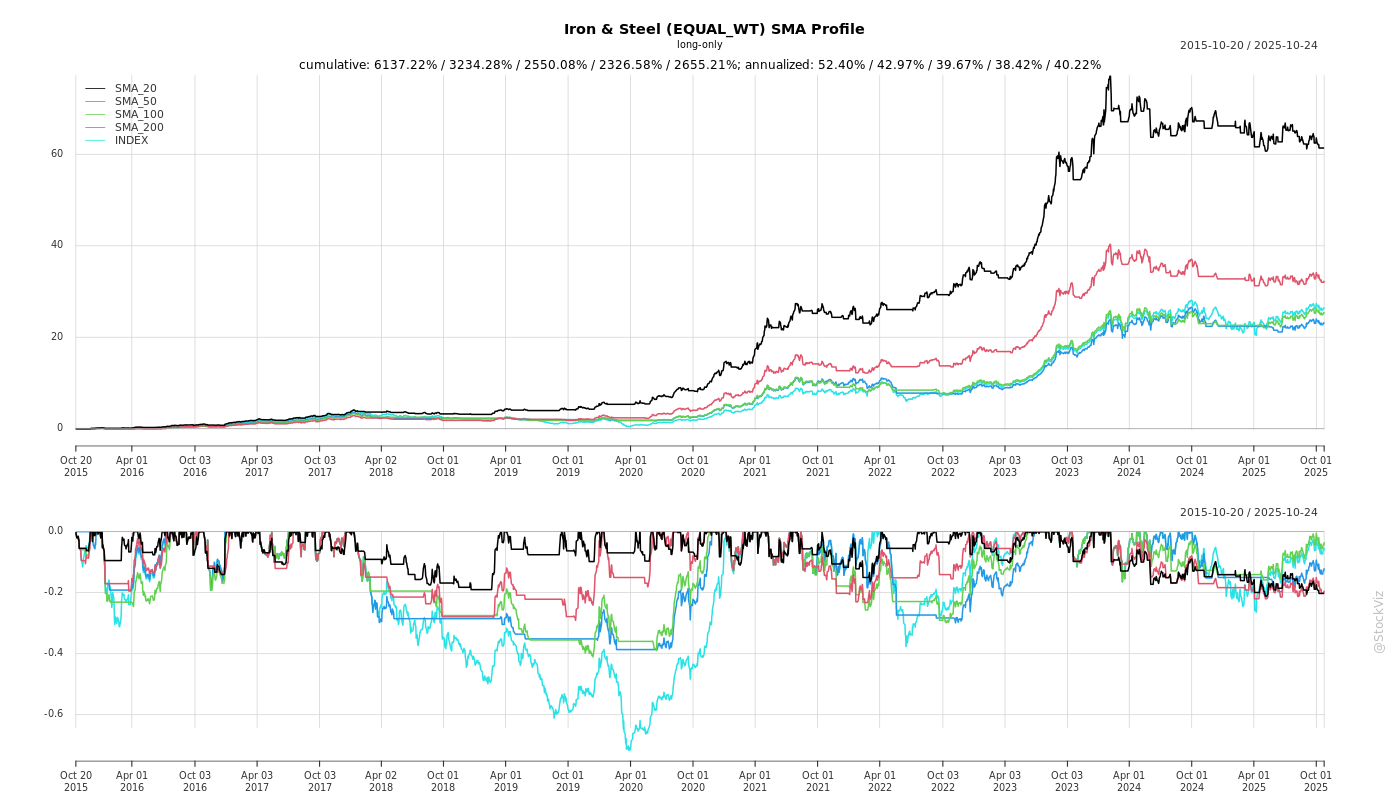 Iron & Steel (EQUAL_WT) SMA Profile
long-only
2015-10-20 / 2025-10-24
cumulative: 6137.22% / 3234.28% / 2550.08% / 2326.58% / 2655.21%; annualized: 52.40% / 42.97% / 39.67% / 38.42% / 40.22%
SMA_20
SMA_50
SMA_100
SMA_200
INDEX
60
40
20
0
Oct 20 Apr 01 Oct 03 Apr 03 Oct 03 Apr 02 Oct 01 Apr 01 Oct 01 Apr 01 Oct 01 Apr 01 Oct 01 Apr 01 Oct 03 Apr 03 Oct 03 Apr 01 Oct 01 Apr 01 Oct 01
2015 2016 2016 2017 2017 2018 2018 2019 2019 2020 2020 2021 2021 2022 2022 2023 2023 2024 2024 2025 2025
2015-10-20 / 2025-10-24
0.0
-0.2
-0.4
-0.6
Oct 20 Apr 01 Oct 03 Apr 03 Oct 03 Apr 02 Oct 01 Apr 01 Oct 01 Apr 01 Oct 01 Apr 01 Oct 01 Apr 01 Oct 03 Apr 03 Oct 03 Apr 01 Oct 01 Apr 01 Oct 01
2015 2016 2016 2017 2017 2018 2018 2019 2019 2020 2020 2021 2021 2022 2022 2023 2023 2024 2024 2025 2025
@StockViz